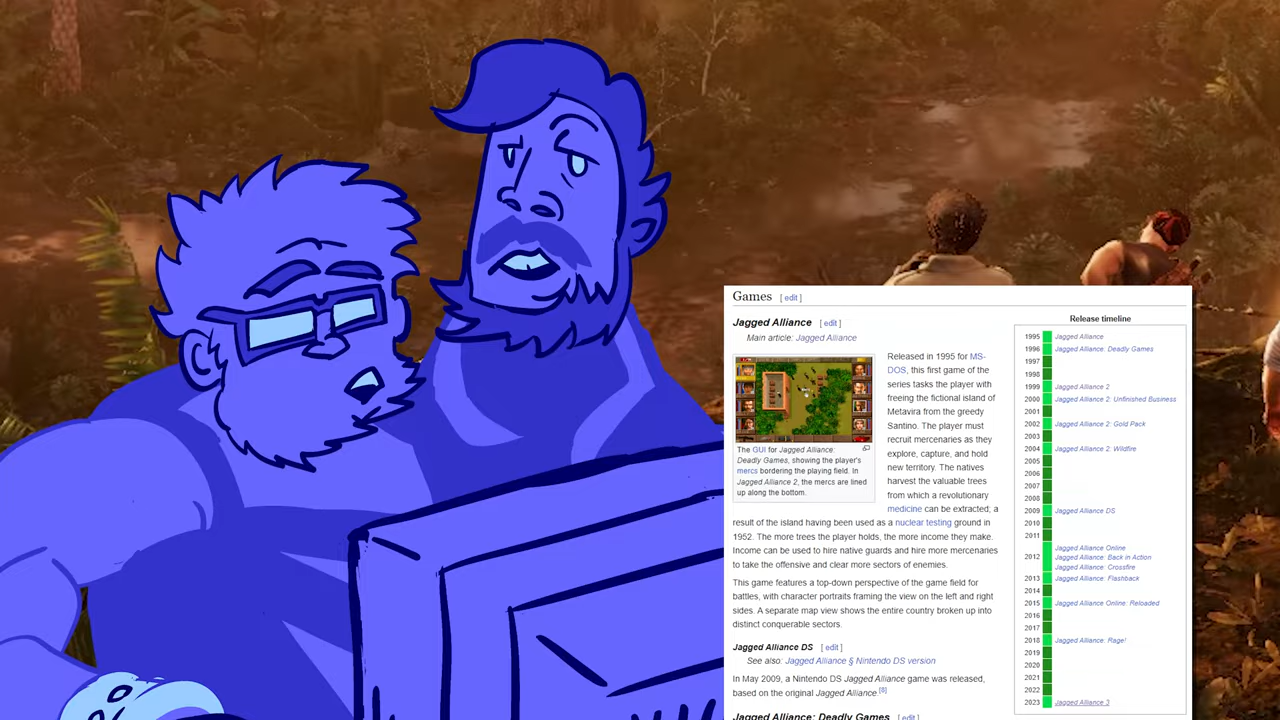 Games [ edit ]
Jagged Alliance [ edit ]
Main article: Jagged Alliance
The GUI for Jagged Alliance:
Deadly Games, showing the player's
mercs bordering the playing field. In
Jagged Alliance 2, the mercs are lined
up along the bottom.
Released in 1995 for MS-
DOS, this first game of the
series tasks the player with
freeing the fictional island of
Metavira from the greedy
Santino. The player must
recruit mercenaries as they
explore, capture, and hold
new territory. The natives
harvest the valuable trees
from which a revolutionary
medicine can be extracted; a
result of the island having been used as a nuclear testing ground in
1952. The more trees the player holds, the more income they make.
Income can be used to hire native guards and hire more mercenaries
to take the offensive and clear more sectors of enemies.
This game features a top-down perspective of the game field for
battles, with character portraits framing the view on the left and right
sides. A separate map view shows the entire country broken up into
distinct conquerable sectors.
Jagged Alliance DS [ edit ]
See also: Jagged Alliance § Nintendo DS version
In May 2009, a Nintendo DS Jagged Alliance game was released,
based on the original Jagged Alliance.[8]
Jagged Alliance: Deadly Games [ edit ]
Release timeline
1995 Jagged Alliance
1996 Jagged Alliance: Deadly Games
1997
1998
1999 Jagged Alliance 2
2000 Jagged Alliance 2: Unfinished Business
2001
2002 Jagged Alliance 2: Gold Pack
2003
2004 Jagged Alliance 2: Wildfire
2005
2006
2007
2008
2009 Jagged Alliance DS
2010
2011
Jagged Alliance Online
2012 Jagged Alliance: Back in Action
Jagged Alliance: Crossfire
2013 Jagged Alliance: Flashback
2014
2015 Jagged Alliance Online: Reloaded
2016
2017
2018 Jagged Alliance: Rage!
2019
2020
2021
2022
2023 Jagged Alliance 3